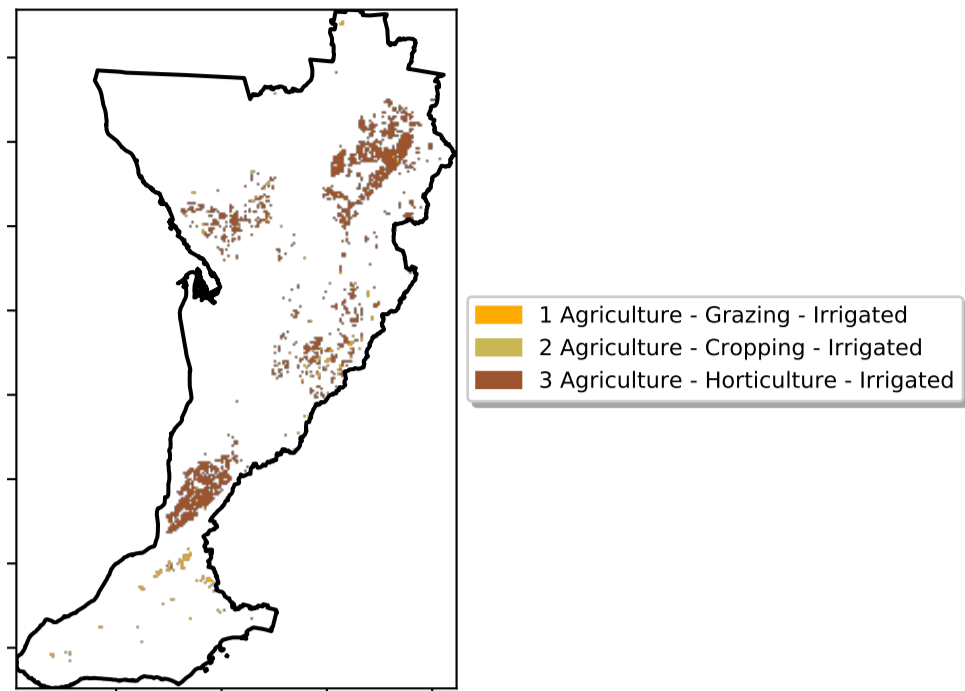 1 Agriculture - Grazing - Irrigated
2 Agriculture - Cropping - Irrigated
3 Agriculture - Horticulture - Irrigated